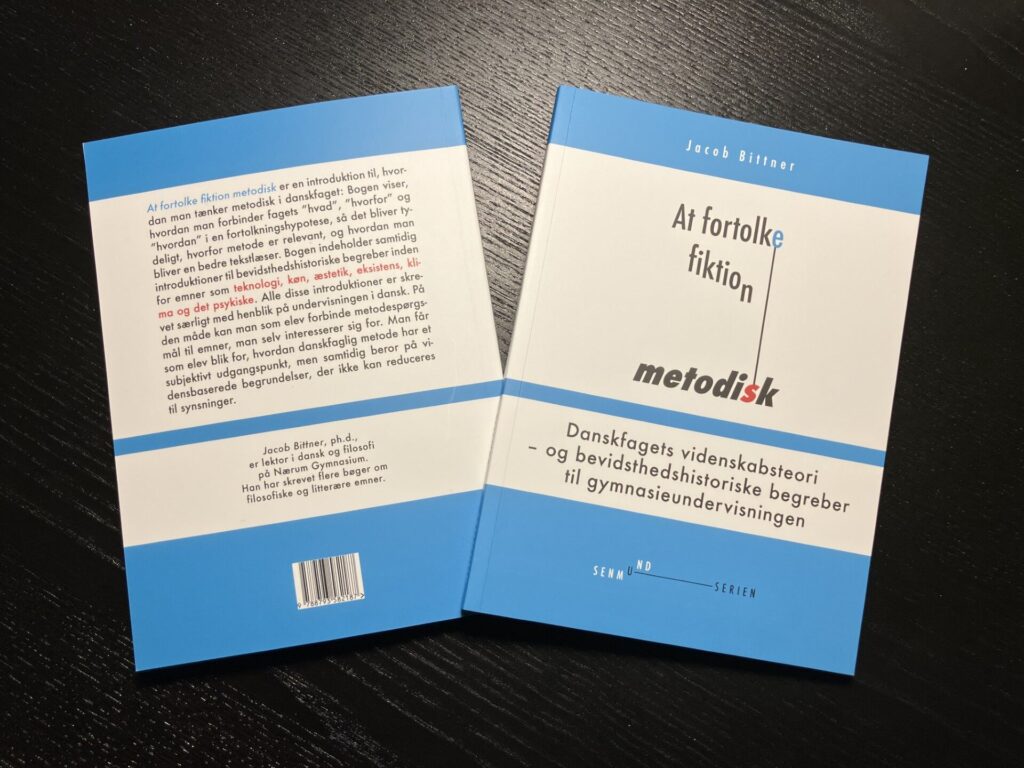 At fortolke fiktion metodisk er en introduktion til, hvor-
dan man tænker metodisk i danskfaget: Bogen viser,
hvordan man forbinder fagets ”hvad”, ”hvorfor” og
”hvordan” i en fortolkningshypotese, så det bliver ty-
deligt, hvorfor metode er relevant, og hvordan man
bliver en bedre tekstlæser. Bogen indeholder samtidig
introduktioner til bevidsthedshistoriske begreber inden
for emner som teknologi, køn, æstetik, eksistens, kli-
ma og det psykiske. Alle disse introduktioner er skre-
vet særligt med henblik på undervisningen i dansk. På
den måde kan man som elev forbinde metodespørgs-
mål til emner, man selv interesserer sig for. Man får
som elev blik for, hvordan danskfaglig metode har et
subjektivt udgangspunkt, men samtidig beror på vi-
densbaserede begrundelser, der ikke kan reduceres
til synsninger.
Jacob Bittner, ph.d.,
er lektor i dansk og filosofi
på Nærum Gymnasium.
Han har skrevet flere bøger om
filosofiske og litterære emner.
Jacob Bittner
At fortolke
fiktion
metodisk
Danskfagets videnskabsteori
– og bevidsthedshistoriske begreber
til gymnasieundervisningen
SENMUND SERIEN